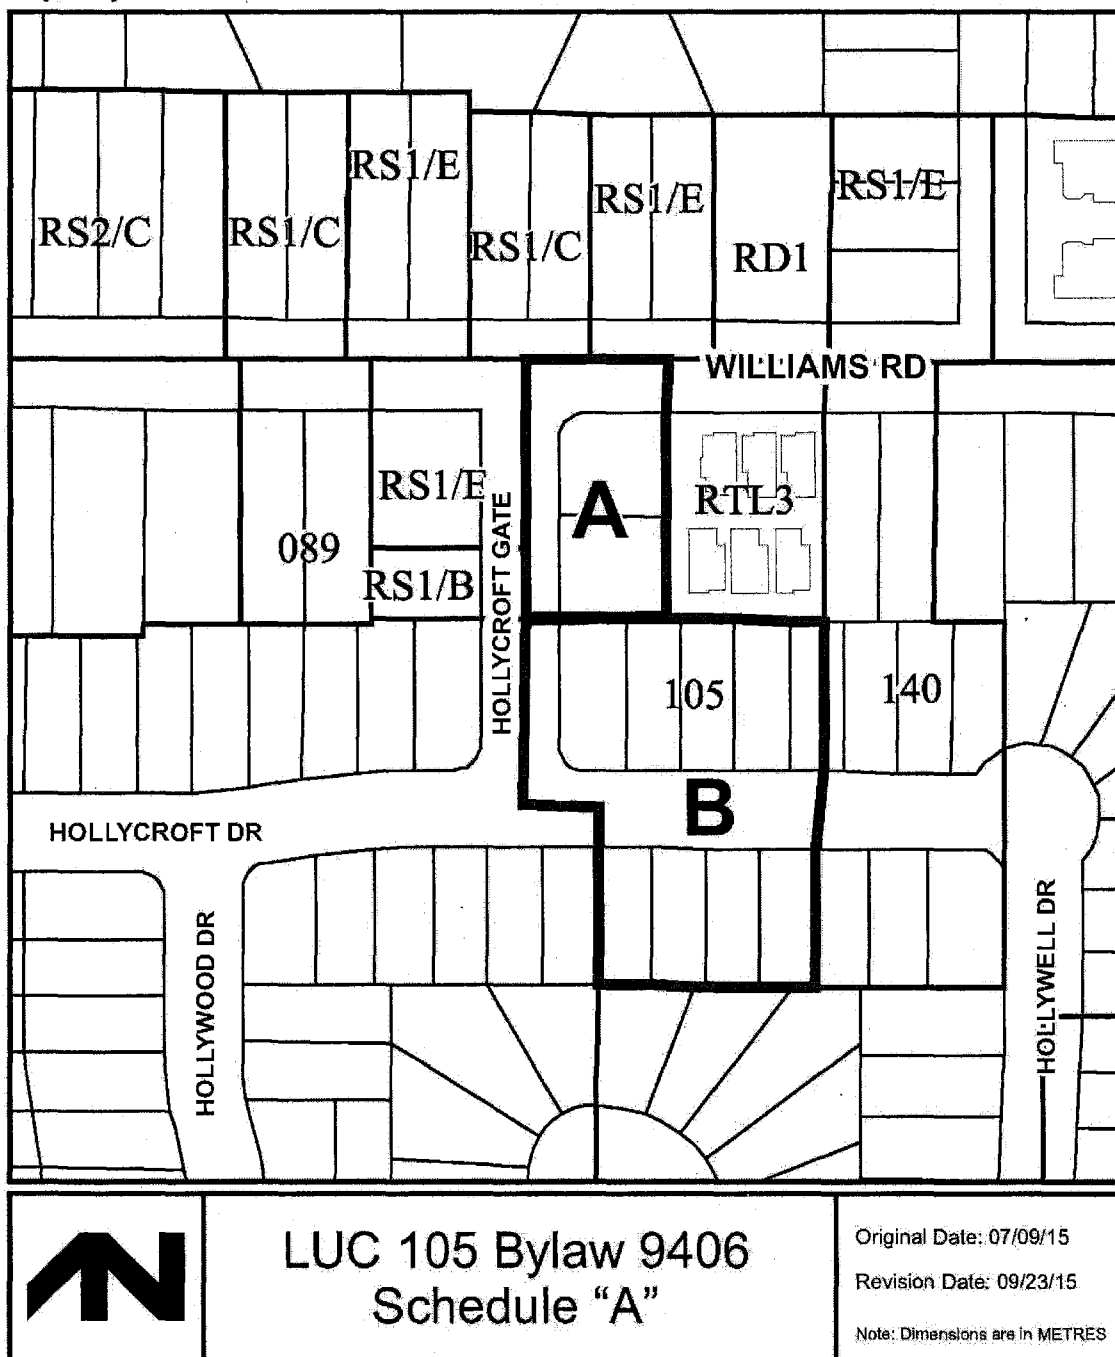 RS1/E
RS1/E
RS1/E
RS2/C
RS1/C
RS1/C
RD1
WILLIAMS RD
RS1/E
A
RTL3
HOLLYCROFT GATE
089
RS1/B
105
140
B
HOLLYCROFT DR
HOLLYWOOD DR
HOLLYWELL DR
LUC 105 Bylaw 9406
Schedule “A”
Original Date: 07/09/15
Revision Date: 09/23/15
Note: Dimensions are in METRES